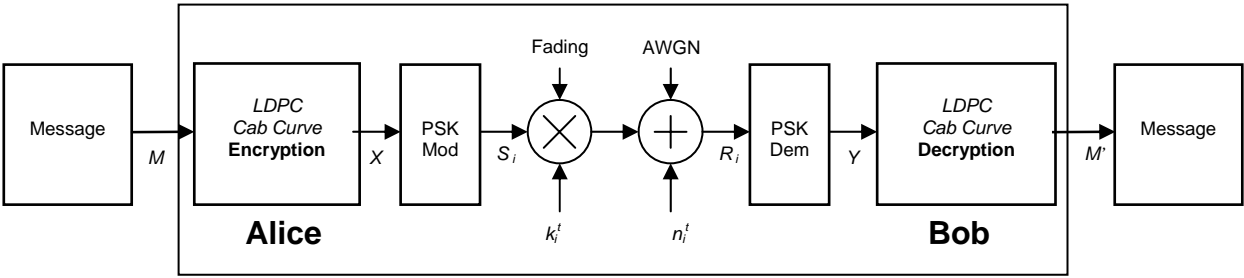 Fading
AWGN
Message
LDPC
Cab Curve
Encryption
PSK
Mod
PSK
Dem
LDPC
Cab Curve
Decryption
Message
M
X
S i
R i
Y
M'
Alice
k i t
n i t
Bob